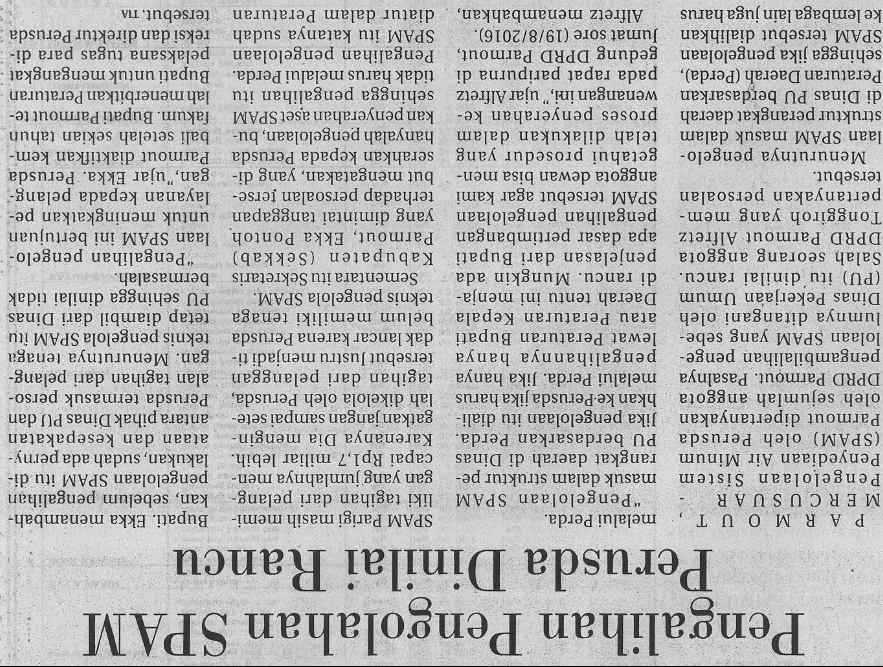 Pengalihan Pengolahan SPAM
Perusda Dinilai Rancu
P A R M O U T ,
M E R C U S U A R -
Pengelolaan Sistem
Penyediaan Air Minum
(SPAM) oleh Perusda
Parmout dipertanyakan
oleh sejumlah anggota
DPRD Parmout. Pasalnya
pengambilalihan penge-
lolaan SPAM yang sebe-
lumnya ditangani oleh
Dinas Pekerjaan Umum
(PU) itu dinilai rancu.
Salah seorang anggota
DPRD Parmout Alfretz
Tonggiroh yang mem-
pertanyakan persoalan
tersebut.
Menurutnya pengelo-
laan SPAM masuk dalam
struktur perangkat daerah
di Dinas PU berdasarkan
Peraturan Daerah (Perda),
sehingga jika pengelolaan
SPAM tersebut dialihkan
ke lembaga lain juga harus
melalui Perda.
"Pengelolaan SPAM
masuk dalam struktur pe-
rangkat daerah di Dinas
PU berdasarkan Perda.
Jika pengelolaan itu diali-
hkan ke Perusda jika harus
melalui Perda. Jika hanya
pengalihannya hanya
lewat Peraturan Bupati
atau Peraturan Kepala
Daerah tentu ini menja-
di rancu. Mungkin ada
penjelasan dari Bupati
apa dasar pertimbangan
pengalihan pengelolaan
SPAM tersebut agar kami
anggota dewan bisa men-
getahui prosedur yang
telah dilakukan dalam
proses penyerahan ke-
wenangan ini," ujar Alfretz
pada rapat paripurna di
gedung DPRD Parmout,
Jumat sore (19/8/2016).
Alfretz menambahkan,
SPAM Parigi masih memi-
liki tagihan dari pelang-
gan yang jumlahnya men-
capai Rp1,7 miliar lebih.
Karenanya Dia mengin-
gatkan jangan sampai sete-
lah dikelola oleh Perusda,
tagihan dari pelanggan
tersebut justru menjadi ti-
dak lancar karena Perusda
belum memiliki tenaga
teknis pengelola SPAM.
Sementara itu Sekretaris
Kabupaten (Sekkab)
Parmout, Ekka Pontoh
yang dimintai tanggapan
terhadap persoalan terse-
but mengatakan, yang di-
serahkan kepada Perusda
hanyalah pengelolaan, bu-
kan penyerahan aset SPAM
sehingga pengalihan itu
tidak harus melalui Perda.
Pengalihan pengelolaan
SPAM itu katanya sudah
diatur dalam Peraturan
Bupati. Ekka menambah-
kan, sebelum pengalihan
pengelolaan SPAM itu di-
lakukan, sudah ada perny-
ataan dan kesepakatan
antara pihak Dinas PU dan
Perusda termasuk perso-
alan tagihan dari pelang-
gan. Menurutnya tenaga
teknis pengelola SPAM itu
tetap diambil dari Dinas
PU sehingga dinilai tidak
bermasalah.
"Pengalihan pengelo-
laan SPAM ini bertujuan
untuk meningkatkan pe-
layanan kepada pelang-
gan,"ujar Ekka. Perusda
Parmout diaktifkan kem-
bali setelah sekian tahun
fakum. Bupati Parmout te-
lah menerbitkan Peraturan
Bupati untuk mengangkat
pelaksana tugas para di-
reksi dan direktur Perusda
tersebut. TIA